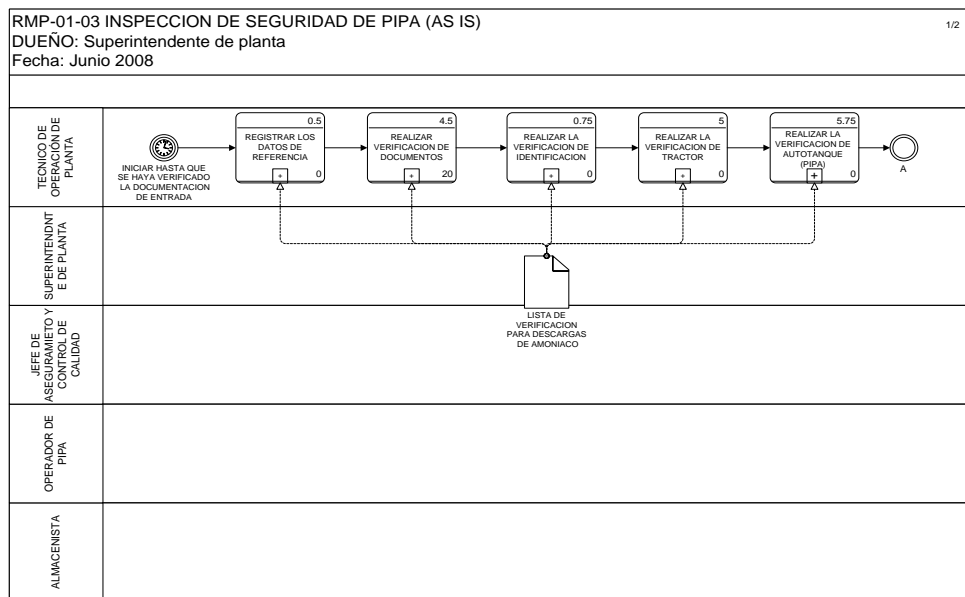 RMP-01-03 INSPECCION DE SEGURIDAD DE PIPA (AS IS)
1/2
DUEÑO: Superintendente de planta
Fecha: Junio 2008
TECNICO DE
OPERACIÓN DE
PLANTA
INICIAR HASTA QUE
SE HAYA VERIFICADO
LA DOCUMENTACION
DE ENTRADA
0.5
REGISTRAR LOS
DATOS DE
REFERENCIA
+ 0
4.5
REALIZAR
VERIFICACION DE
DOCUMENTOS
+ 20
0.75
REALIZAR LA
VERIFICACION DE
IDENTIFICACION
+ 0
5
REALIZAR LA
VERIFICACION DE
TRACTOR
+ 0
5.75
REALIZAR LA
VERIFICACION DE
AUTOTANQUE
(PIPA)
+ 0
A
SUPERINTENDNT
E DE PLANTA
LISTA DE
VERIFICACION
PARA DESCARGAS
DE AMONIACO
JEFE DE
ASEGURAMIETO Y
CONTROL DE
CALIDAD
OPERADOR DE
PIPA
ALMACENISTA